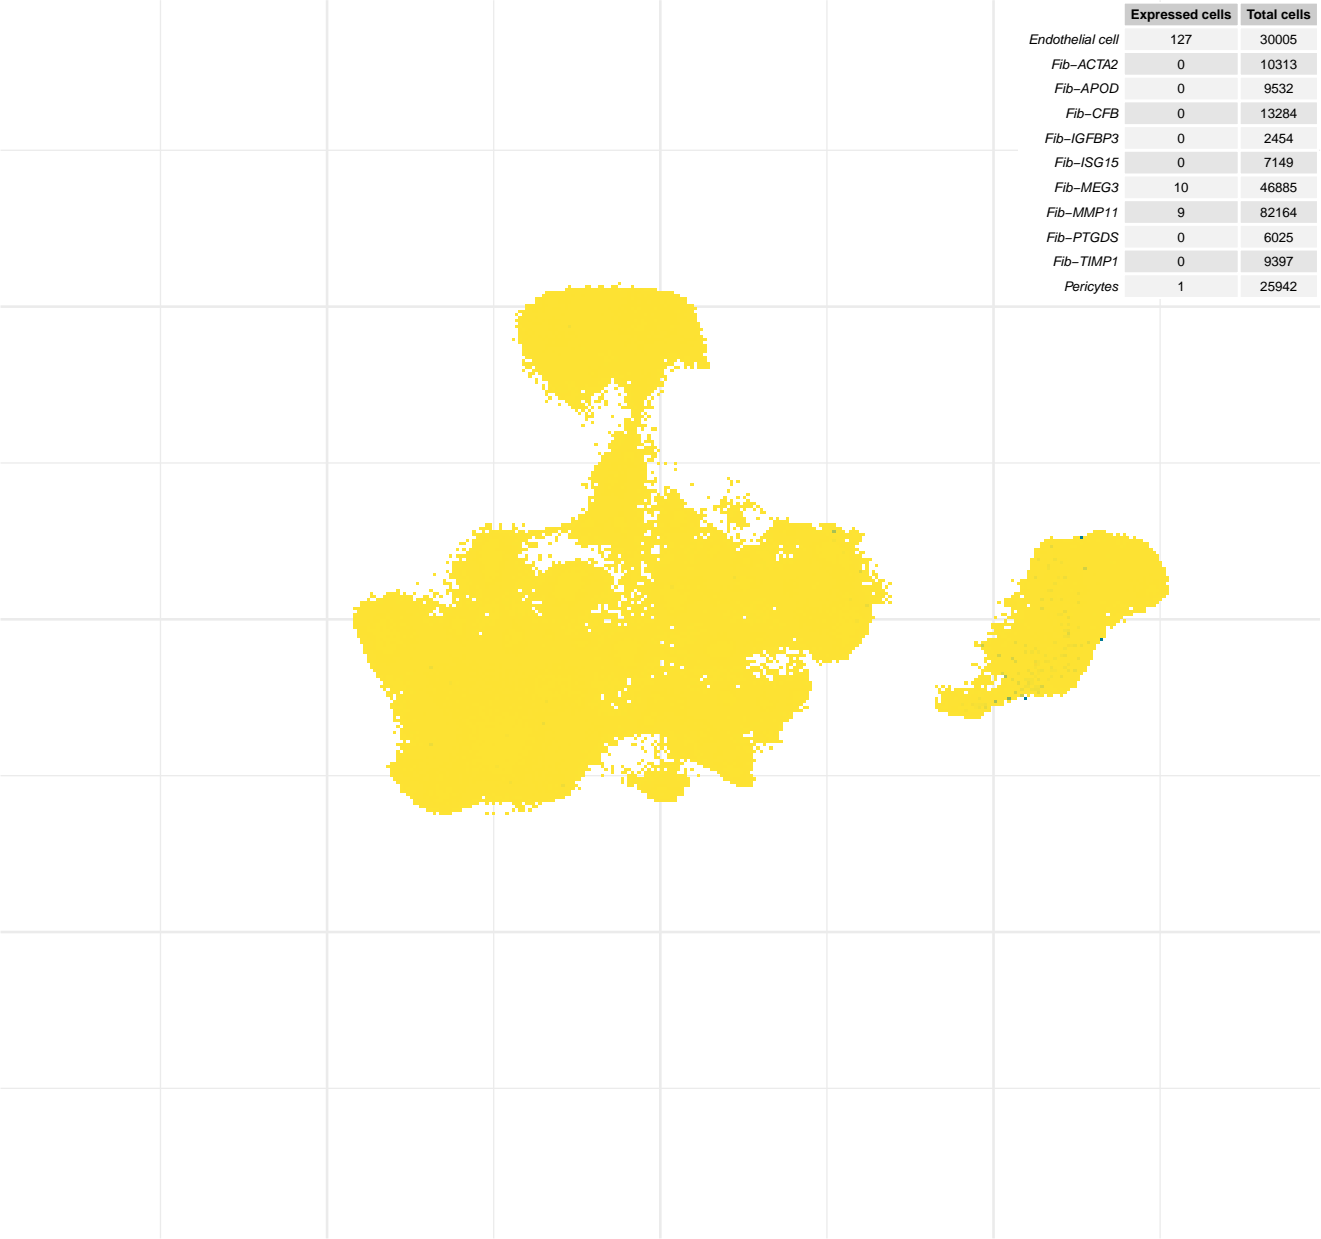 Expressed cells Total cells
Endothelial cell 127 30005
Fib−ACTA2 0 10313
Fib−APOD 0 9532
Fib−CFB 0 13284
Fib−IGFBP3 0 2454
Fib−ISG15 0 7149
Fib−MEG3 10 46885
Fib−MMP11 9 82164
Fib−PTGDS 0 6025
Fib−TIMP1 0 9397
Pericytes 1 25942